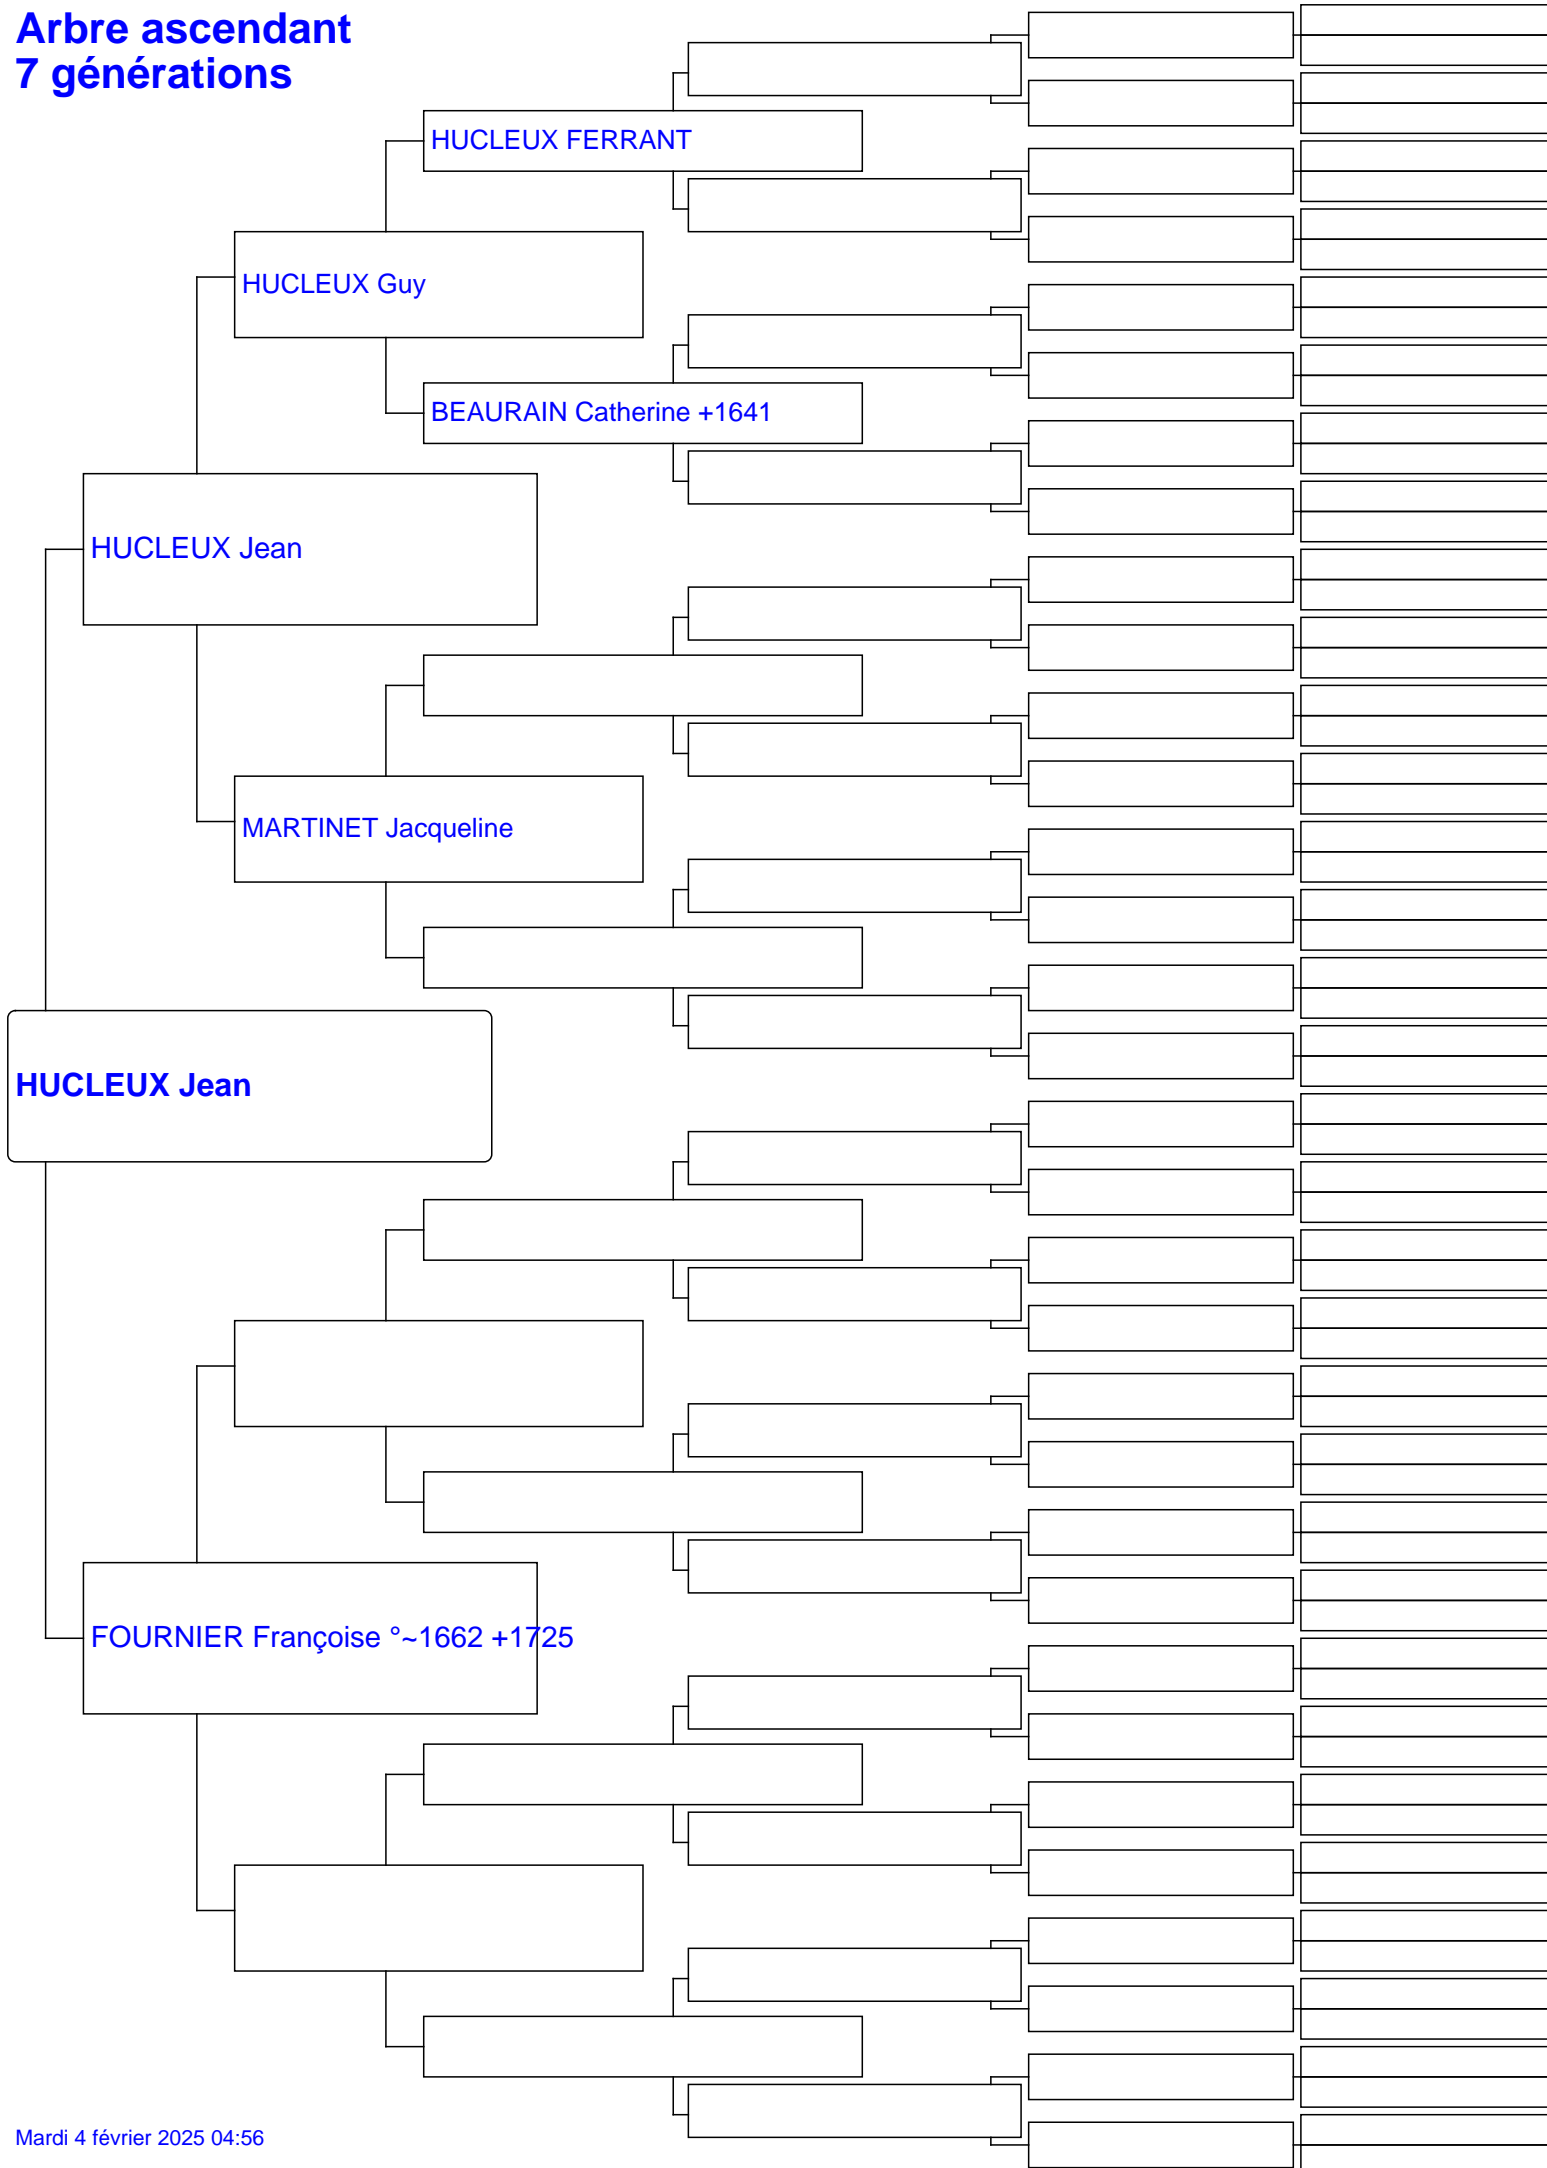 Arbre ascendant
7 générations
HUCLEUX FERRANT
HUCLEUX Guy
BEAURAIN Catherine +1641
HUCLEUX Jean
MARTINET Jacqueline
HUCLEUX Jean
FOURNIER Françoise °~1662 +1725
Mardi 4 février 2025 04:56